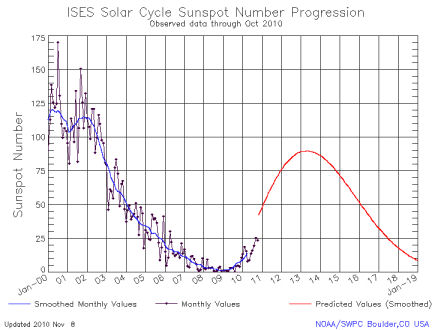 ISES Solar Cycle Sunspot Number Progression
Observed data through Oct 2010
175
150
125
100
75
50
25
0
Sunspot Number
Jan-00 01 02 03 04 05 06 07 08 09 10 11 12 13 14 15 16 17 18 Jan-19
Smoothed Monthly Values Monthly Values Predicted Values (Smoothed)
Updated 2010 Nov 8 NOAA/SWPC Boulder,CO USA